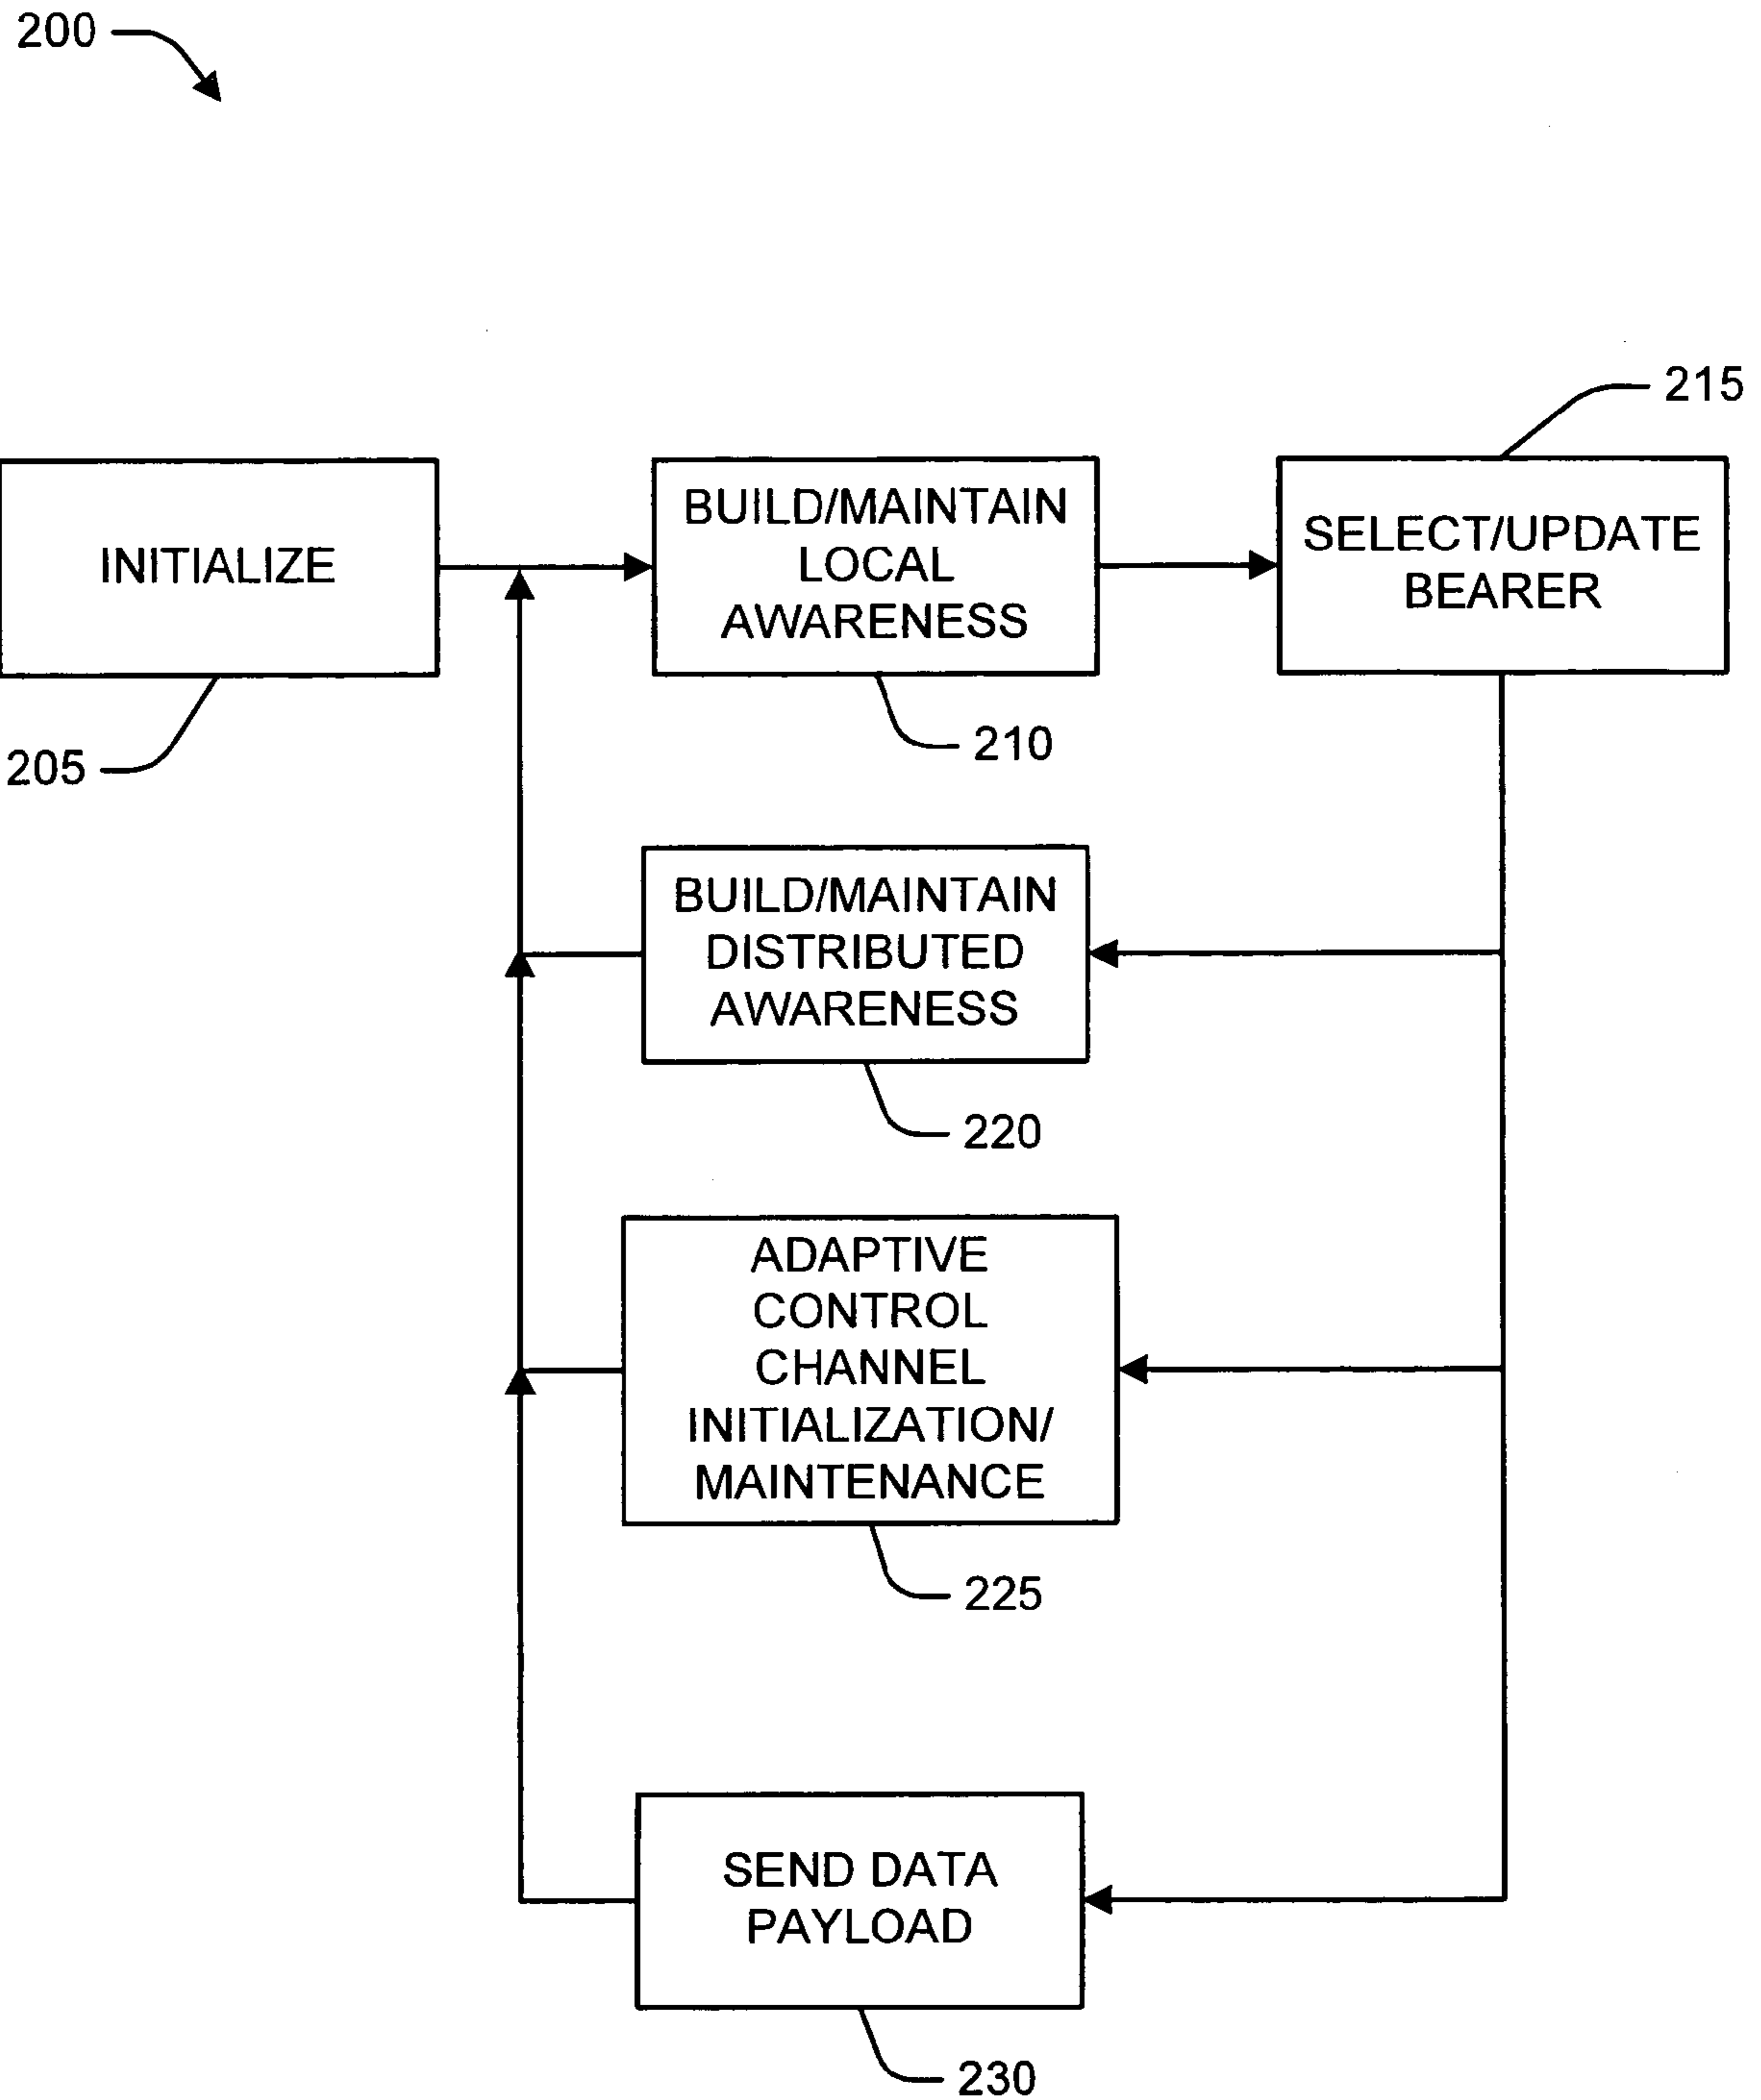 200
215
INITIALIZE
BUILD/MAINTAIN
LOCAL
AWARENESS
SELECT/UPDATE
BEARER
205
210
BUILD/MAINTAIN
DISTRIBUTED
AWARENESS
220
ADAPTIVE
CONTROL
CHANNEL
INITIALIZATION/
MAINTENANCE
225
SEND DATA
PAYLOAD
230